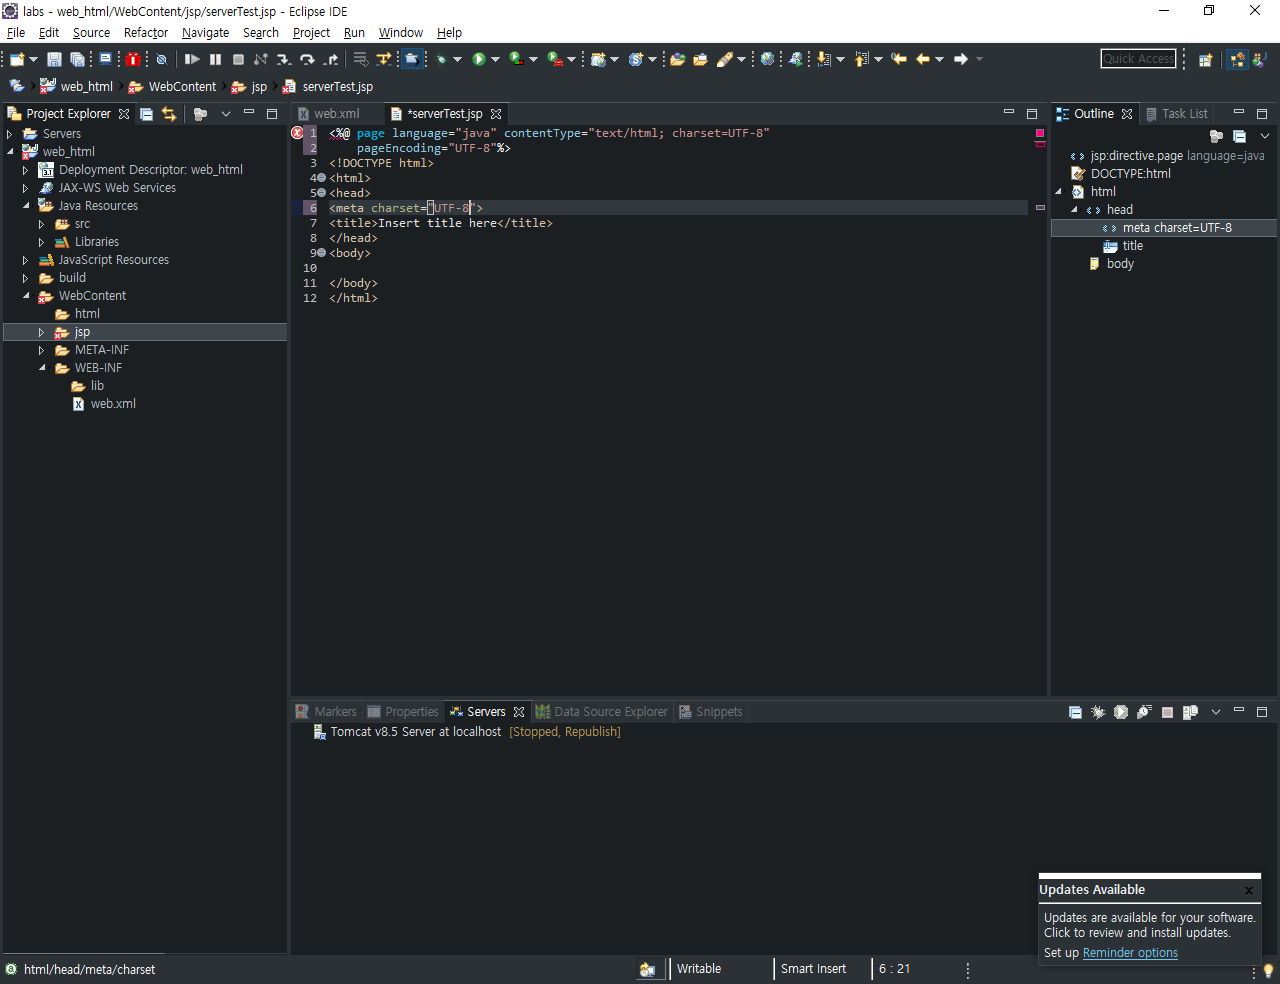 labs - web_html/WebContent/jsp/serverTest.jsp - Eclipse IDE
File Edit Source Refactor Navigate Search Project Run Window Help
Quick Access
web_html WebContent jsp serverTest.jsp
Project Explorer
Servers
web_html
Deployment Descriptor: web_html
JAX-WS Web Services
Java Resources
src
Libraries
JavaScript Resources
build
WebContent
html
jsp
META-INF
WEB-INF
lib
web.xml
web.xml *serverTest.jsp
1 <%@ page language="java" contentType="text/html; charset=UTF-8"
2 pageEncoding="UTF-8"%>
3 <!DOCTYPE html>
4 <html>
5 <head>
6 <meta charset="UTF-8">
7 <title>Insert title here</title>
8 </head>
9 <body>
10
11 </body>
12 </html>
Outline Task List
jsp:directive.page language=java
DOCTYPE:html
html
head
meta charset=UTF-8
title
body
Markers Properties Servers Data Source Explorer Snippets
Tomcat v8.5 Server at localhost [Stopped, Republish]
Updates Available
Updates are available for your software.
Click to review and install updates.
Set up Reminder options
html/head/meta/charset Writable Smart Insert 6 : 21